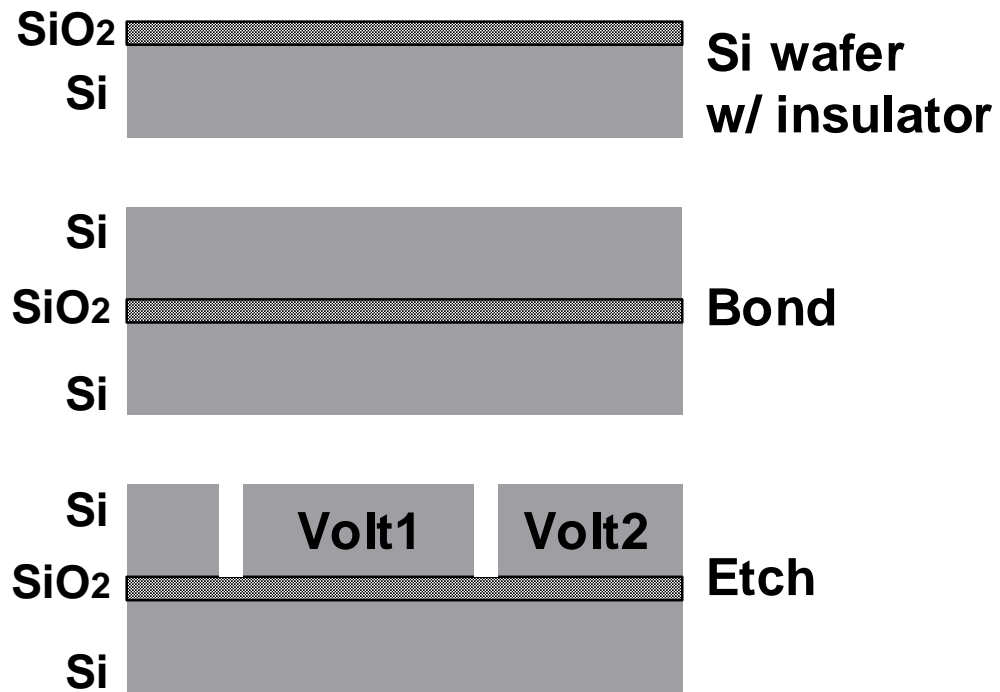 SiO2
Si
Si wafer
w/ insulator
Si
SiO2
Si
Bond
Si
Volt1
Volt2
SiO2
Etch
Si